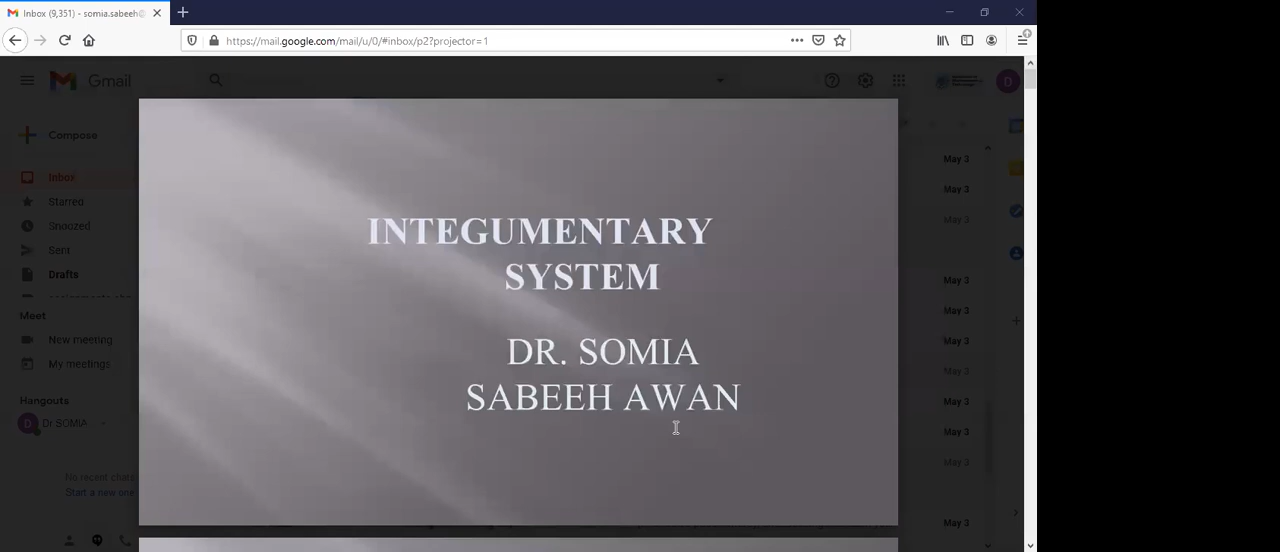 Inbox (9,351) - somia.sabeeh@
https://mail.google.com/mail/u/0/#inbox/p2?projector=1
Gmail
D
Compose
Inbox
Starred
Snoozed
Sent
Drafts
Meet
New meeting
My meetings
Hangouts
D Dr SOMIA
No recent chats
Start a new one
INTEGUMENTARY
SYSTEM
DR. SOMIA
SABEEH AWAN
May 3
May 3
May 3
May 3
May 3
May 3
May 3
May 3
May 3
May 3
May 3